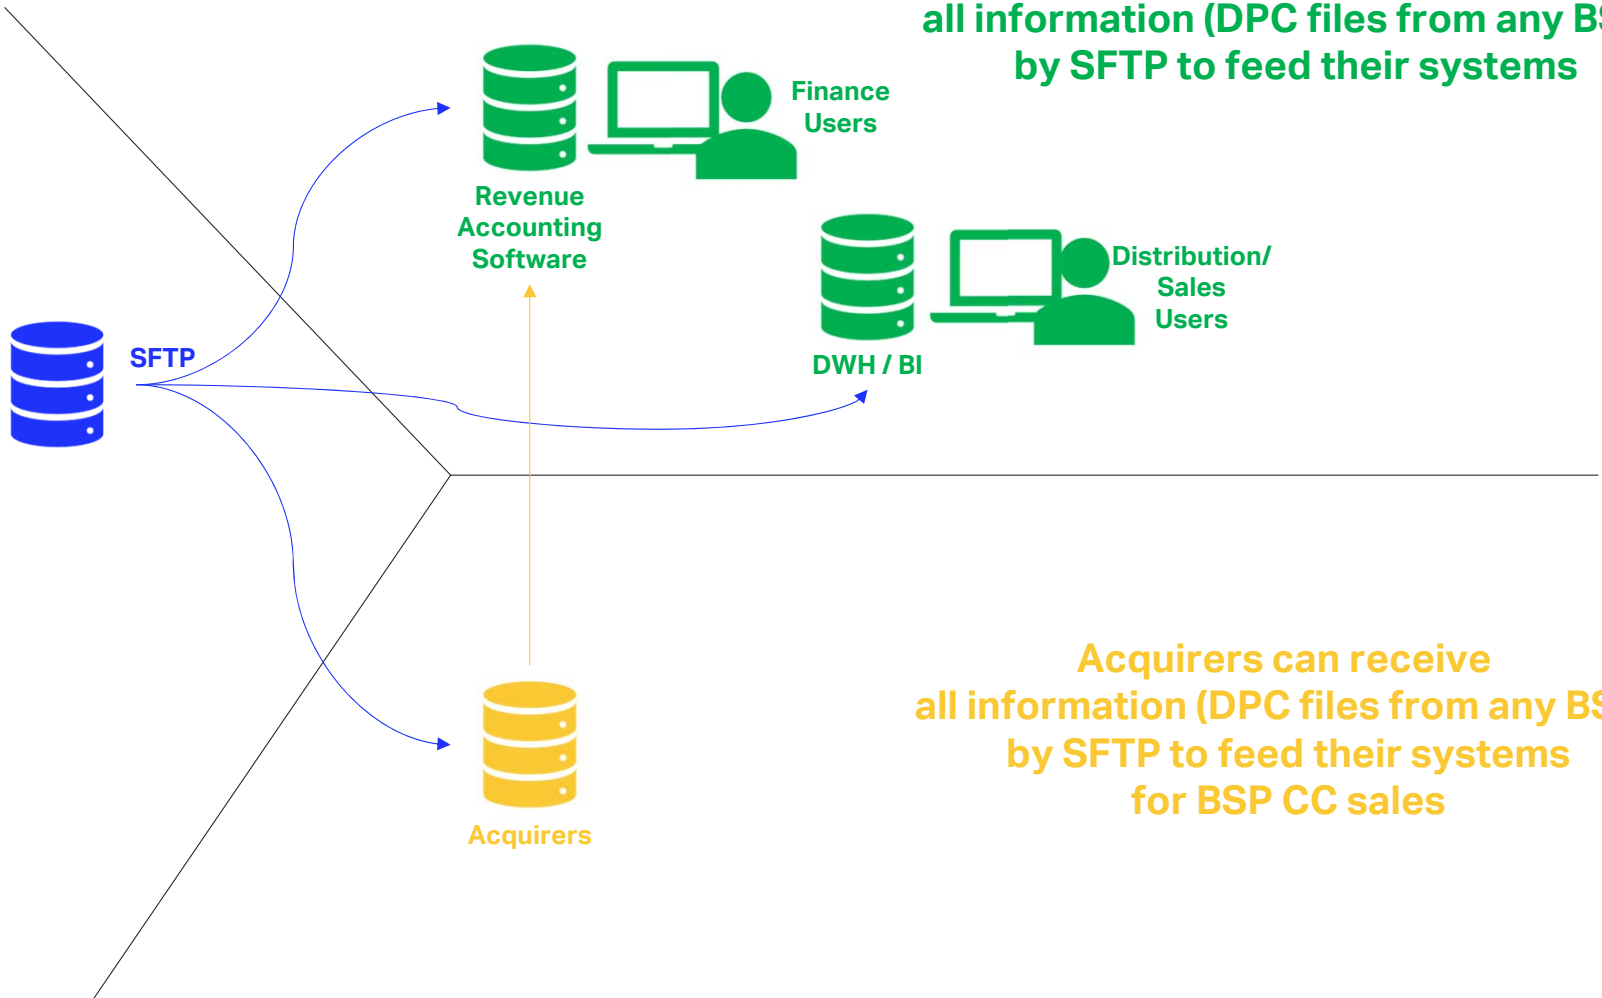 all information (DPC files from any
by SFTP to feed their systems
Finance
Users
Revenue
Accounting
Software
Distribution/
Sales
Users
DWH / BI
SFTP
Acquirers can receive
all information (DPC files from any
by SFTP to feed their systems
for BSP CC sales
Acquirers